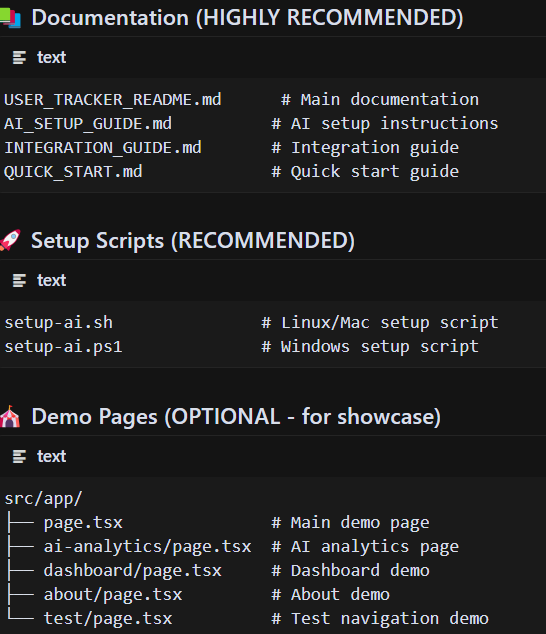 Documentation (HIGHLY RECOMMENDED)
text
USER_TRACKER_README.md      # Main documentation
AI_SETUP_GUIDE.md          # AI setup instructions
INTEGRATION_GUIDE.md       # Integration guide
QUICK_START.md             # Quick start guide
Setup Scripts (RECOMMENDED)
text
setup-ai.sh               # Linux/Mac setup script
setup-ai.ps1              # Windows setup script
Demo Pages (OPTIONAL - for showcase)
text
src/app/
├── page.tsx               # Main demo page
├── ai-analytics/page.tsx  # AI analytics page
├── dashboard/page.tsx     # Dashboard demo
├── about/page.tsx         # About demo
└── test/page.tsx          # Test navigation demo